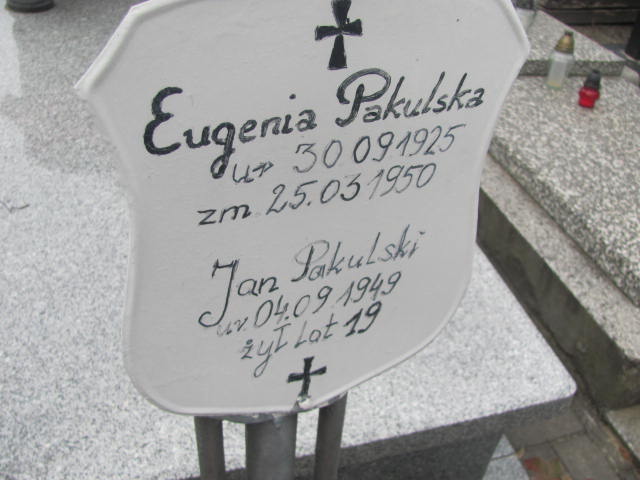 Eugenia Pakulska
ur 30 09 1925
zm. 25.03 1950
Jan Pakulski
ur. 04.09 1949
żył lat 19